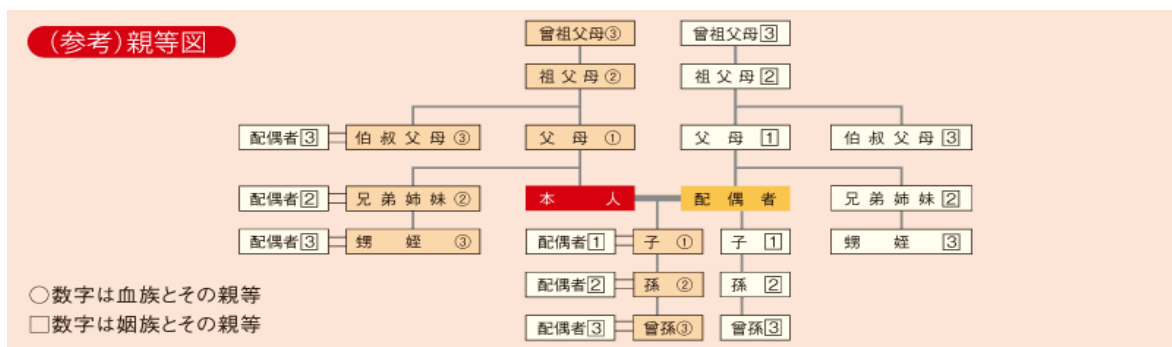 (参考)親等図
曾祖父母③ 曾祖父母3
祖父母② 祖父母2
配偶者3 伯叔父母③ 父母① 父母1 伯叔父母3
配偶者2 兄弟姉妹② 本人 配偶者 兄弟姉妹2
配偶者3 甥姪③ 配偶者1 子① 子1 甥姪3
配偶者2 孫② 孫2
配偶者3 曾孫③ 曾孫3
○数字は血族とその親等
□数字は姻族とその親等